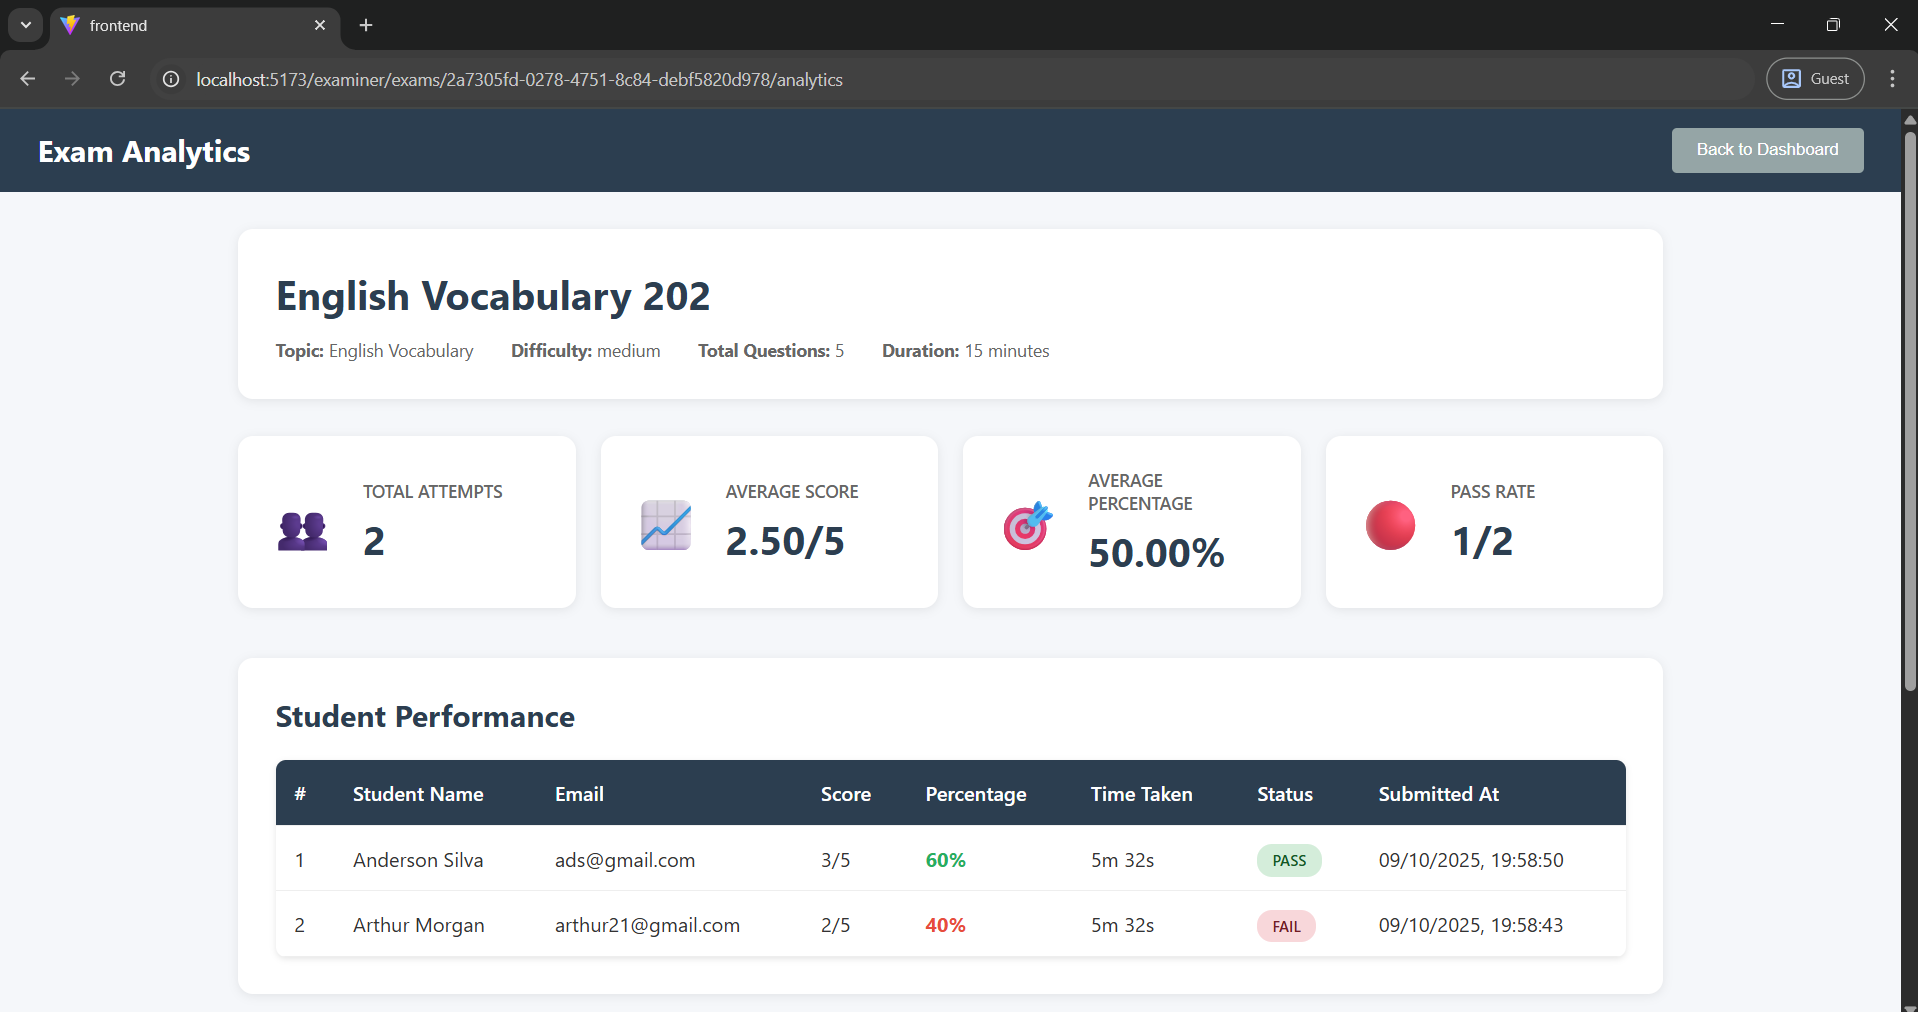 frontend
localhost:5173/examiner/exams/2a7305fd-0278-4751-8c84-debf5820d978/analytics
Guest
Exam Analytics
Back to Dashboard
English Vocabulary 202
Topic: English Vocabulary Difficulty: medium Total Questions: 5 Duration: 15 minutes
TOTAL ATTEMPTS
2
AVERAGE SCORE
2.50/5
AVERAGE
PERCENTAGE
50.00%
PASS RATE
1/2
Student Performance
# Student Name Email Score Percentage Time Taken Status Submitted At
1 Anderson Silva ads@gmail.com 3/5 60% 5m 32s PASS 09/10/2025, 19:58:50
2 Arthur Morgan arthur21@gmail.com 2/5 40% 5m 32s FAIL 09/10/2025, 19:58:43